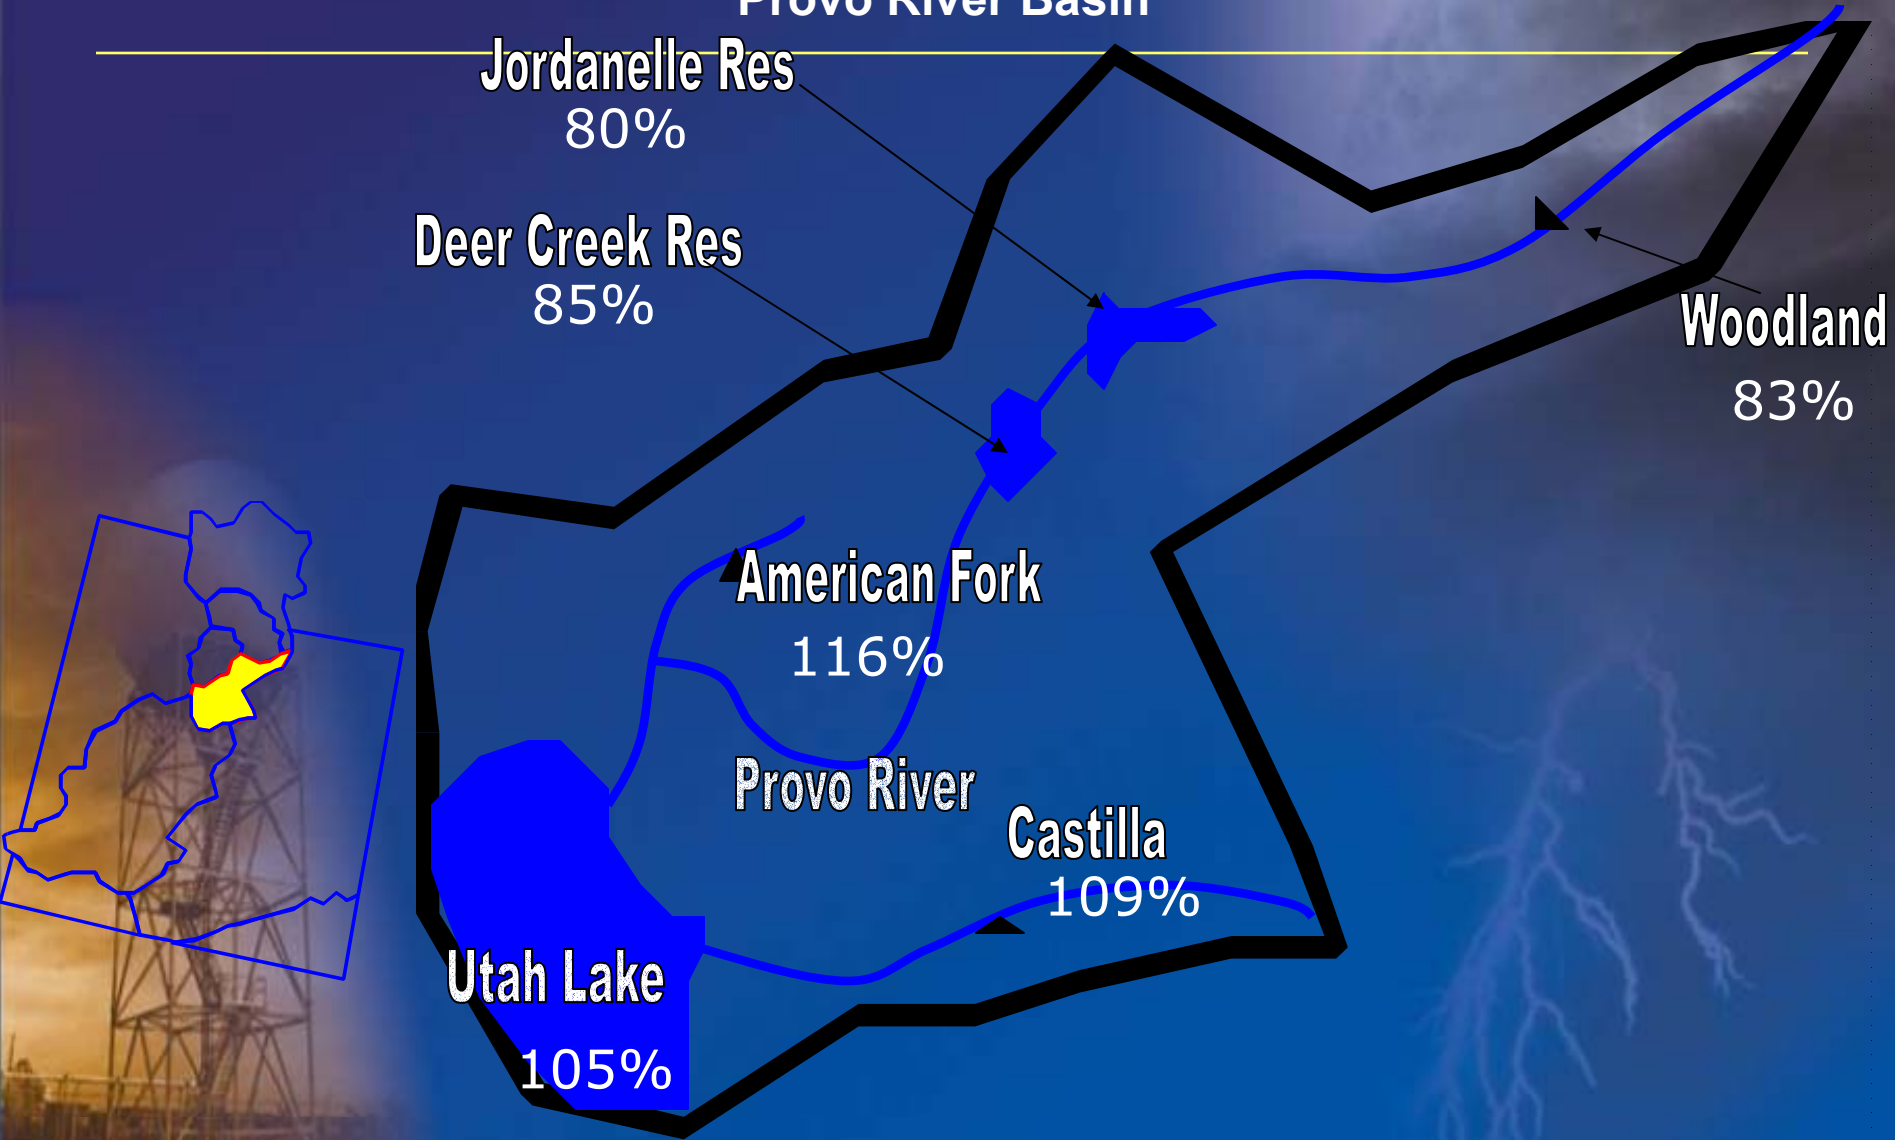 Provo River Basin
Jordanelle Res
80%
Deer Creek Res
85%
Woodland
83%
American Fork
116%
Provo River
Castilla
109%
Utah Lake
105%